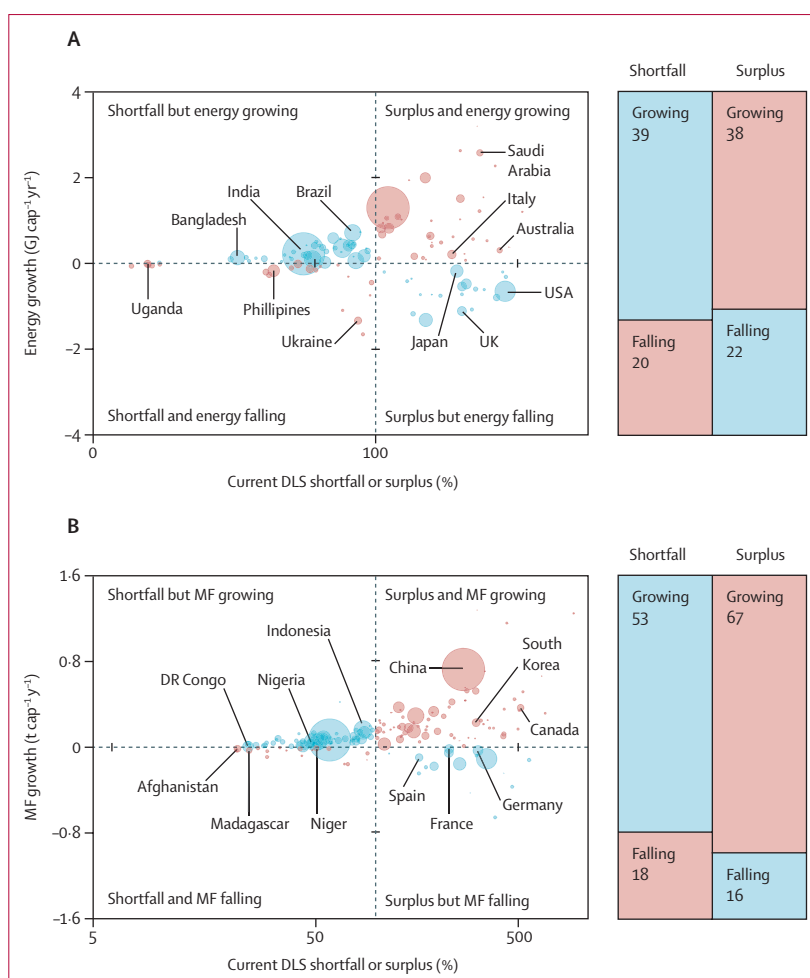 A
Shortfall
Surplus
4
2
0
−2
−4
Energy growth (GJ cap⁻¹ yr⁻¹)
Shortfall but energy growing
Surplus and energy growing
Saudi
Arabia
India
Brazil
Italy
Bangladesh
Australia
Uganda
Phillipines
USA
Ukraine
Japan
UK
Shortfall and energy falling
Surplus but energy falling
0
100
Current DLS shortfall or surplus (%)
Growing
39
Growing
38
Falling
20
Falling
22
B
Shortfall
Surplus
1·6
0·8
0
−0·8
−1·6
MF growth (t cap⁻¹ y⁻¹)
Shortfall but MF growing
Surplus and MF growing
Indonesia
South
Korea
China
DR Congo
Nigeria
Canada
Afghanistan
Spain
Germany
Madagascar
Niger
France
Shortfall and MF falling
Surplus but MF falling
5
50
500
Current DLS shortfall or surplus (%)
Growing
53
Growing
67
Falling
18
Falling
16